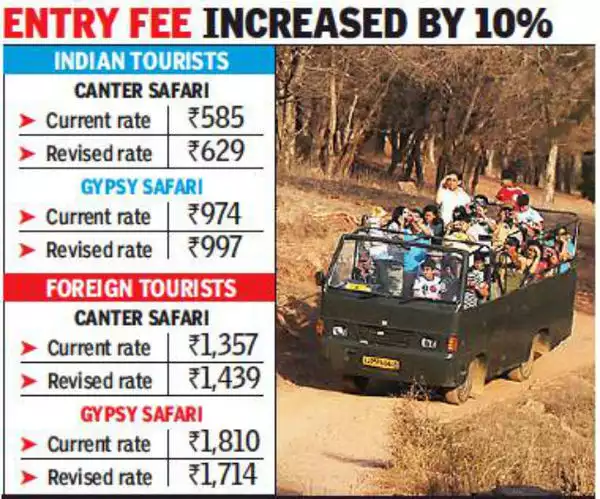 ENTRY FEE INCREASED BY 10%
INDIAN TOURISTS
CANTER SAFARI
Current rate ₹585
Revised rate ₹629
GYPSY SAFARI
Current rate ₹974
Revised rate ₹997
FOREIGN TOURISTS
CANTER SAFARI
Current rate ₹1,357
Revised rate ₹1,439
GYPSY SAFARI
Current rate ₹1,810
Revised rate ₹1,714